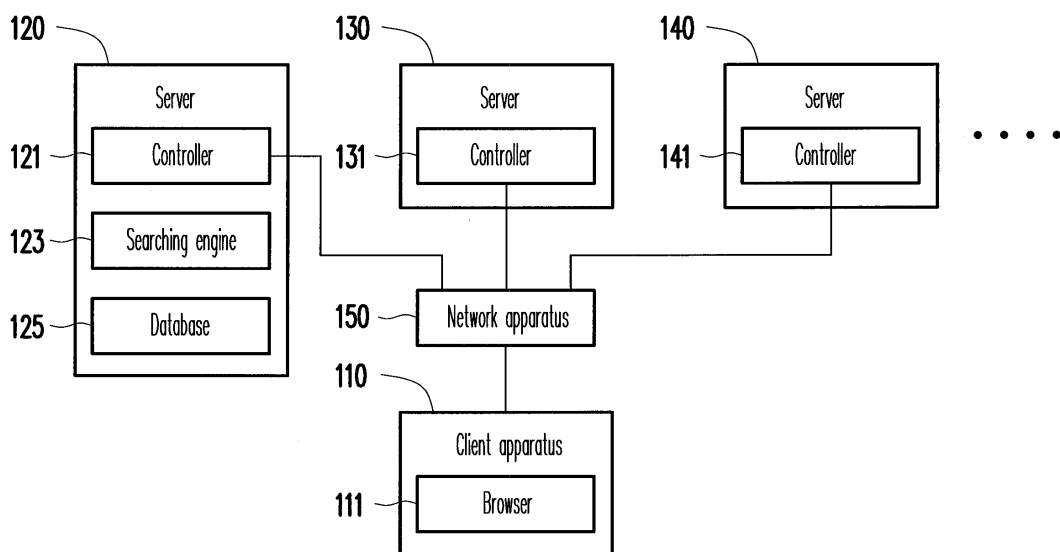 120
130
140
Server
Server
Server
121
Controller
131
Controller
141
Controller
123
Searching engine
125
Database
150
Network apparatus
110
Client apparatus
111
Browser